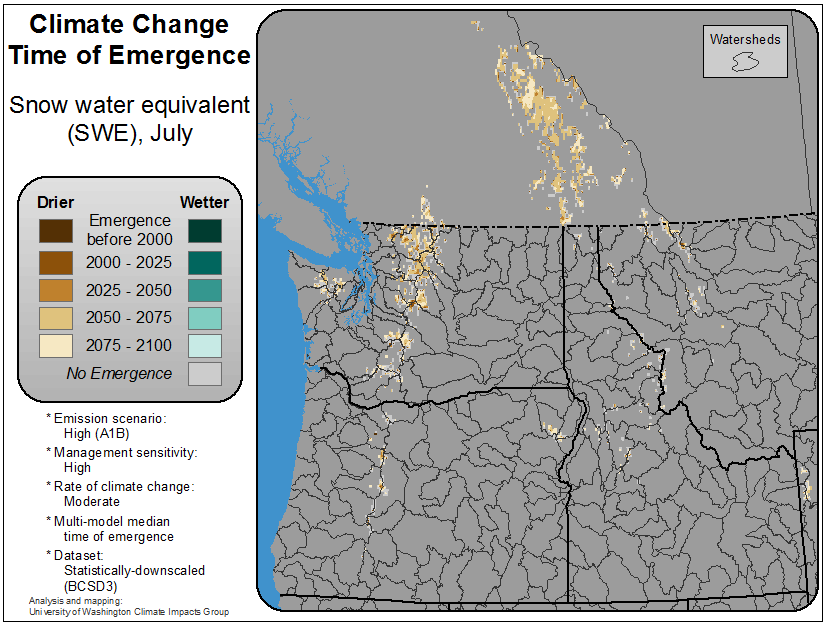 Climate Change
Time of Emergence
Snow water equivalent
(SWE), July
Drier
Wetter
Emergence
before 2000
2000 - 2025
2025 - 2050
2050 - 2075
2075 - 2100
No Emergence
* Emission scenario:
High (A1B)
* Management sensitivity:
High
* Rate of climate change:
Moderate
* Multi-model median
time of emergence
* Dataset:
Statistically-downscaled
(BCSD3)
Analysis and mapping:
University of Washington Climate Impacts Group
Watersheds